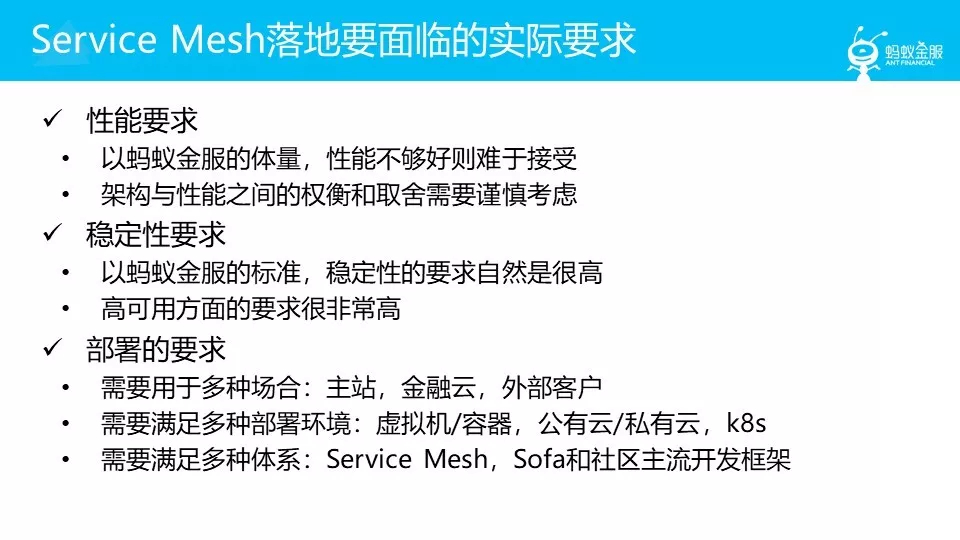 Service Mesh落地要面临的实际要求
蚂蚁金服
ANT FINANCIAL
✓ 性能要求
• 以蚂蚁金服的体量，性能不够好则难于接受
• 架构与性能之间的权衡和取舍需要谨慎考虑
✓ 稳定性要求
• 以蚂蚁金服的标准，稳定性的要求自然是很高
• 高可用方面的要求很非常高
✓ 部署的要求
• 需要用于多种场合：主站，金融云，外部客户
• 需要满足多种部署环境：虚拟机/容器，公有云/私有云，k8s
• 需要满足多种体系：Service Mesh，Sofa和社区主流开发框架